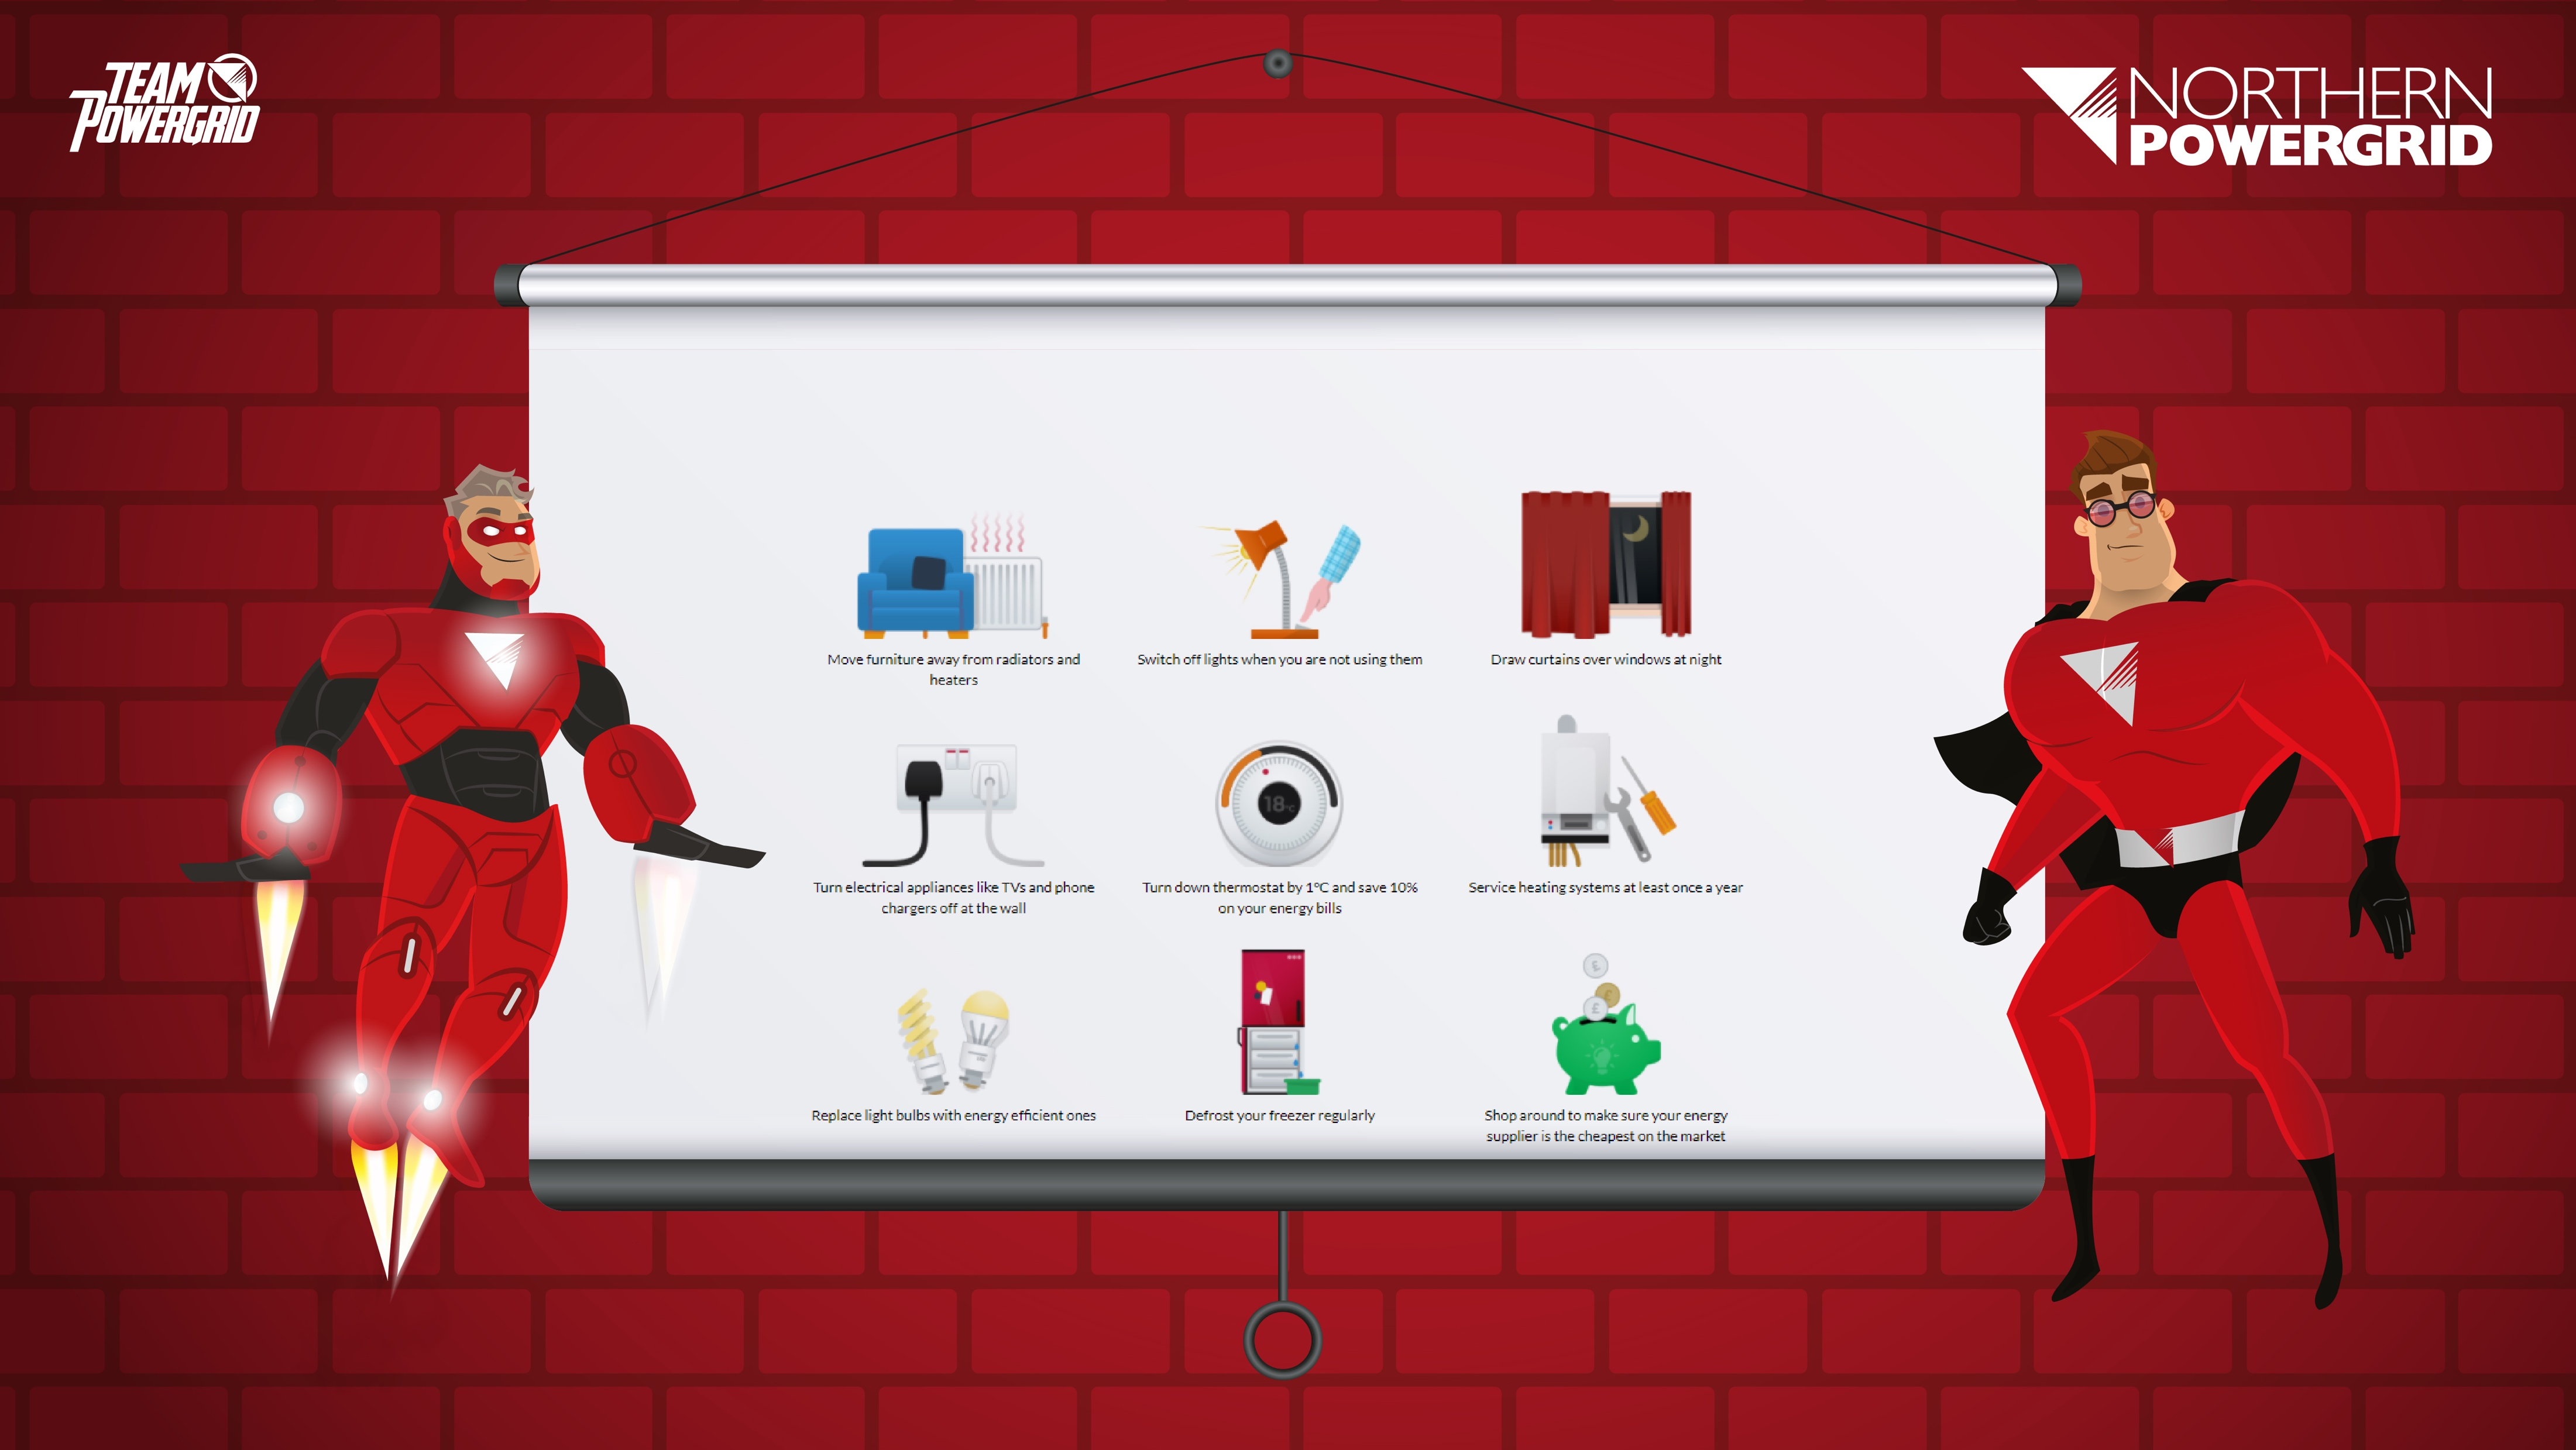 TEAM
POWERGRID
NORTHERN
POWERGRID
Move furniture away from radiators and
heaters
Switch off lights when you are not using them
Draw curtains over windows at night
18°C
Turn electrical appliances like TVs and phone
chargers off at the wall
Turn down thermostat by 1°C and save 10%
on your energy bills
Service heating systems at least once a year
£
£
£
Replace light bulbs with energy efficient ones
Defrost your freezer regularly
Shop around to make sure your energy
supplier is the cheapest on the market